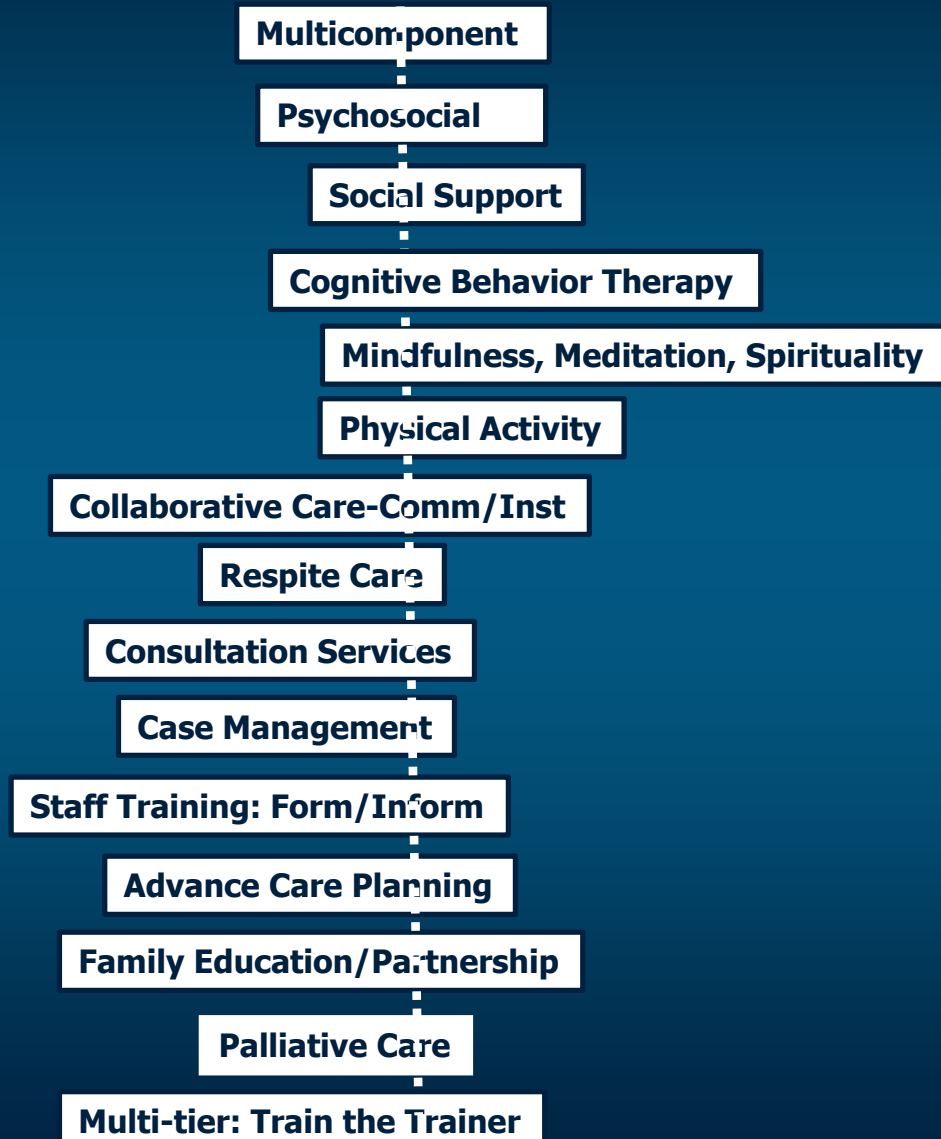 Multicomponent
Psychosocial
Social Support
Cognitive Behavior Therapy
Mindfulness, Meditation, Spirituality
Physical Activity
Collaborative Care-Comm/Inst
Respite Care
Consultation Services
Case Management
Staff Training: Form/Inform
Advance Care Planning
Family Education/Partnership
Palliative Care
Multi-tier: Train the Trainer